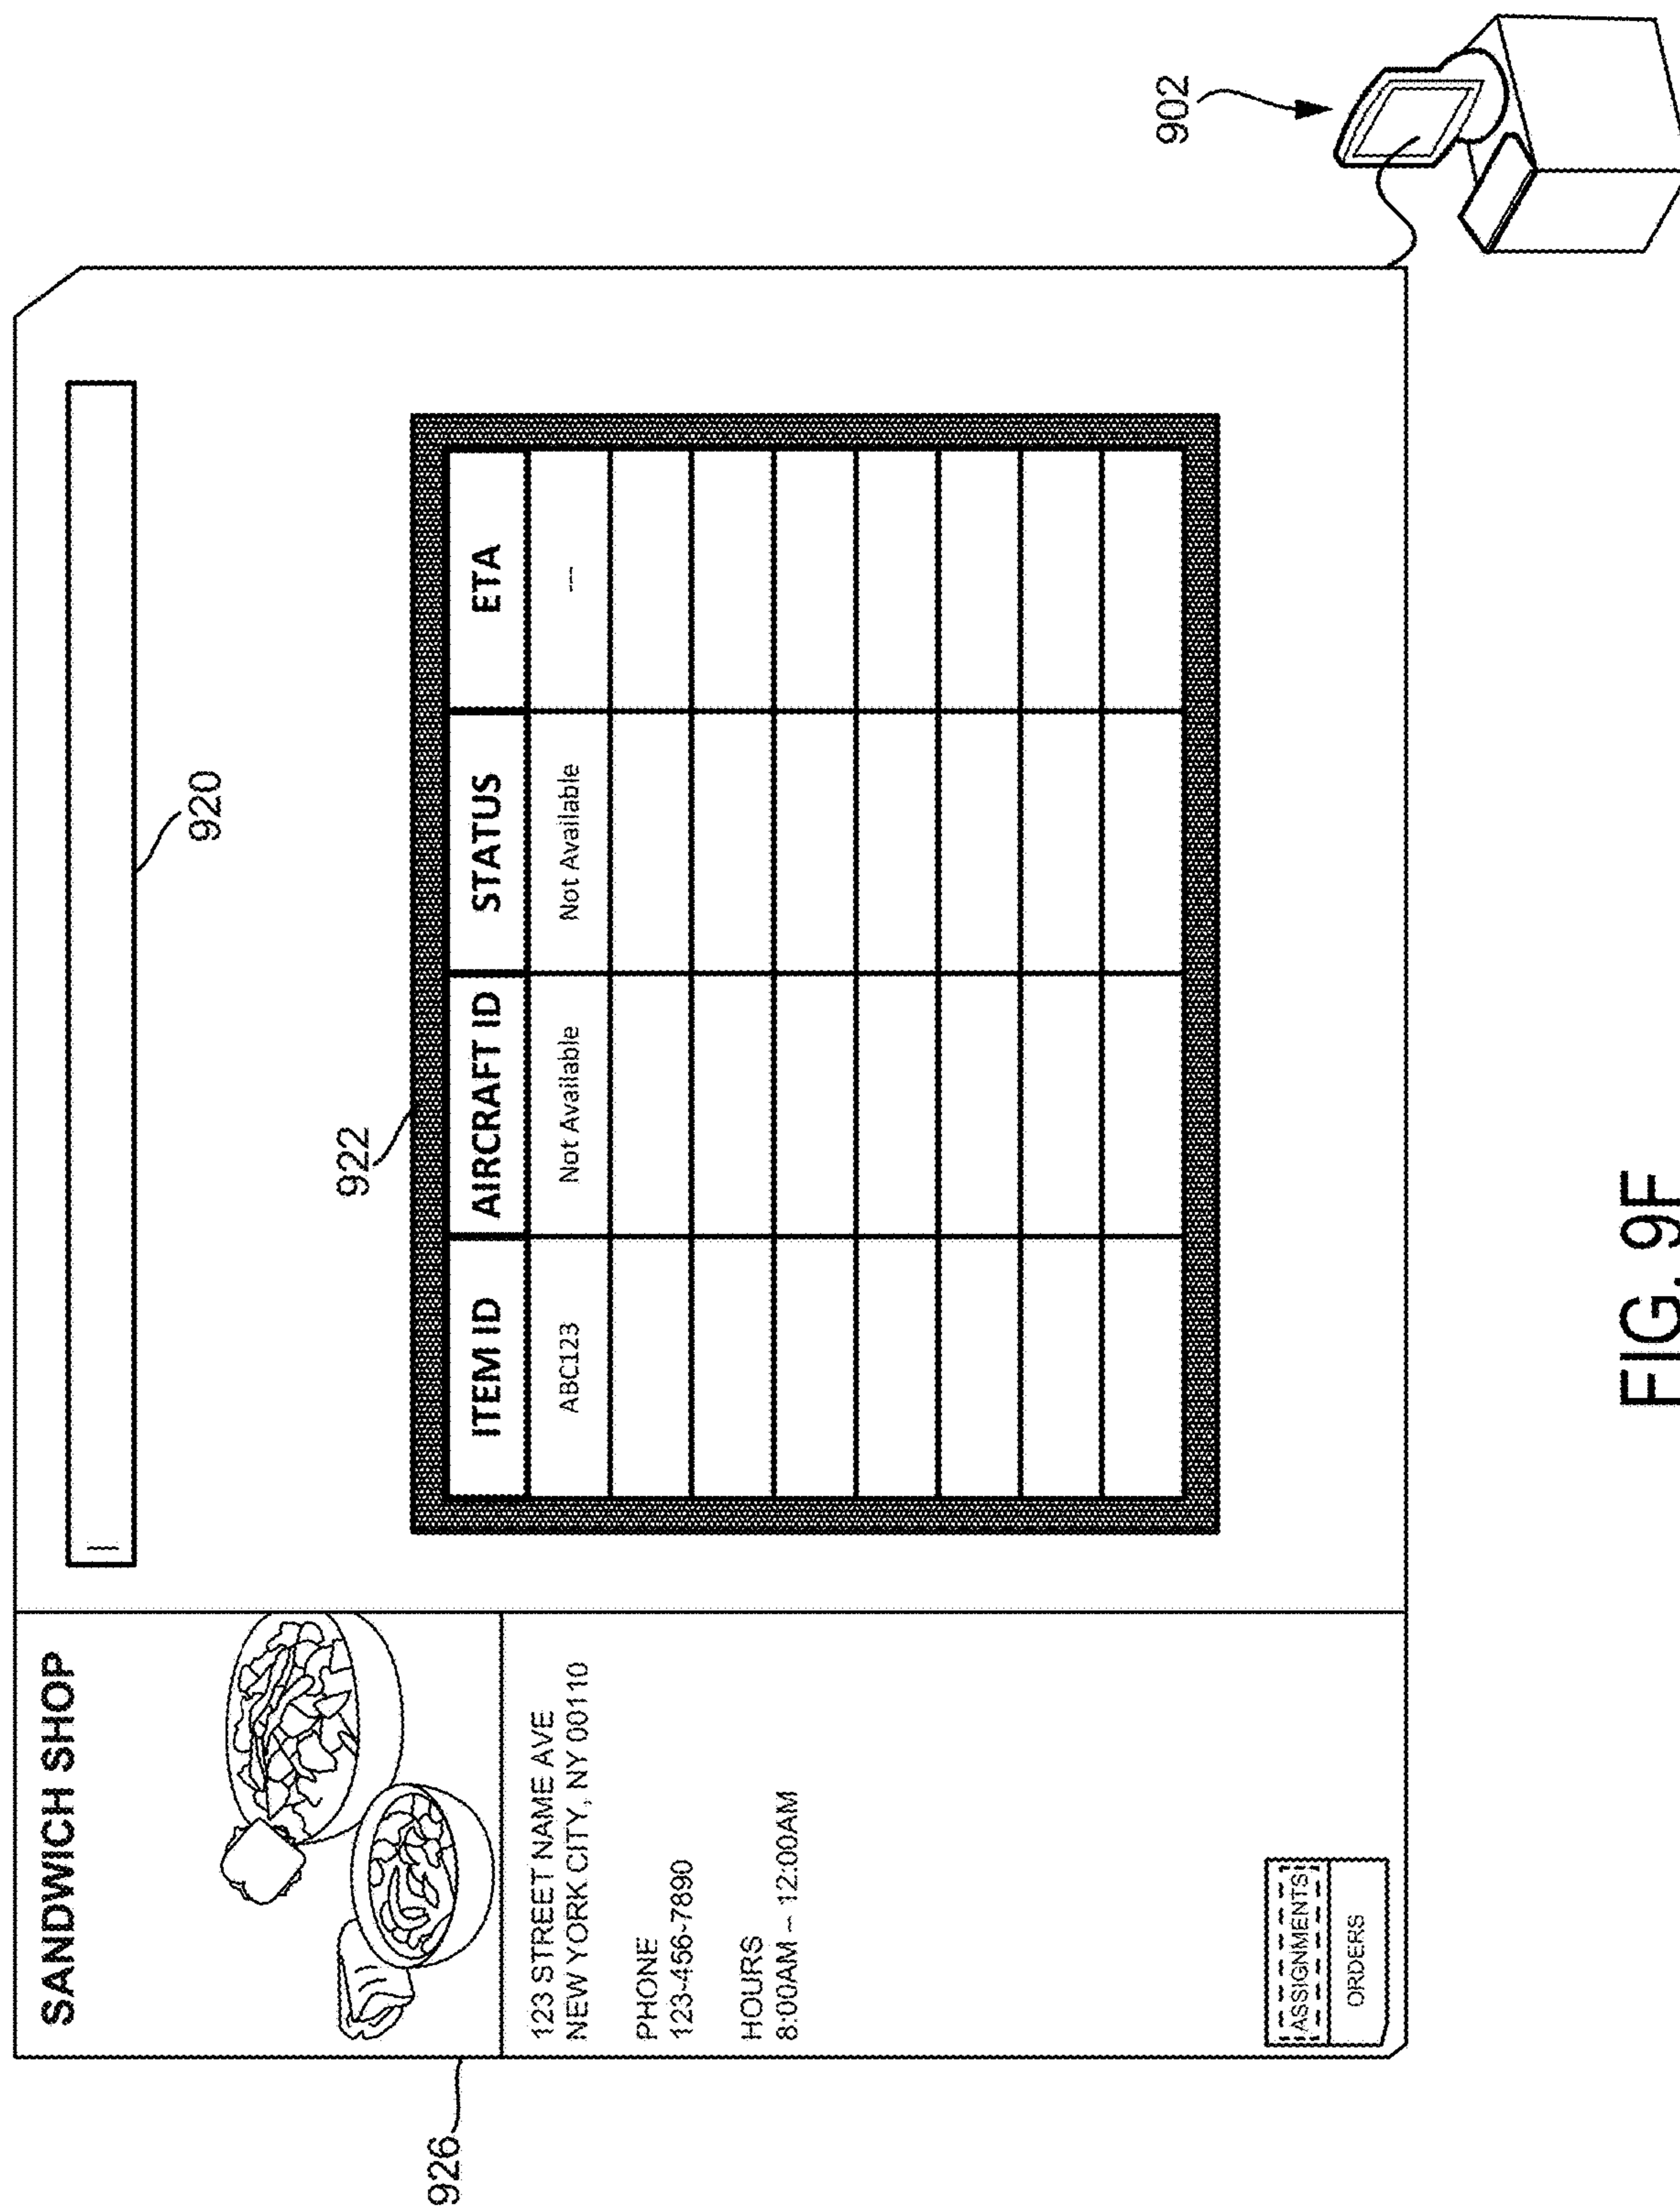 902
920
922
926
SANDWICH SHOP
123 STREET NAME AVE
NEW YORK CITY, NY 00110
PHONE
123-456-7890
HOURS
8:00AM – 12:00AM
ASSIGNMENTS
ORDERS
ITEM ID AIRCRAFT ID STATUS ETA
ABC123 Not Available Not Available ---
FIG. 9F